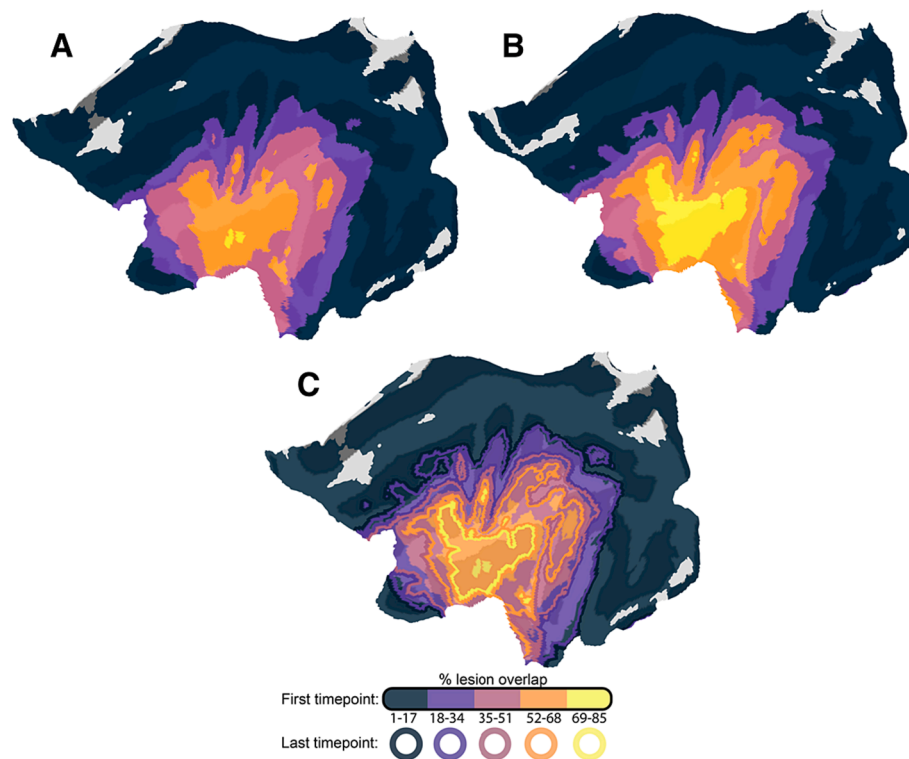 A
B
C
% lesion overlap
First timepoint:
1-17 18-34 35-51 52-68 69-85
Last timepoint: